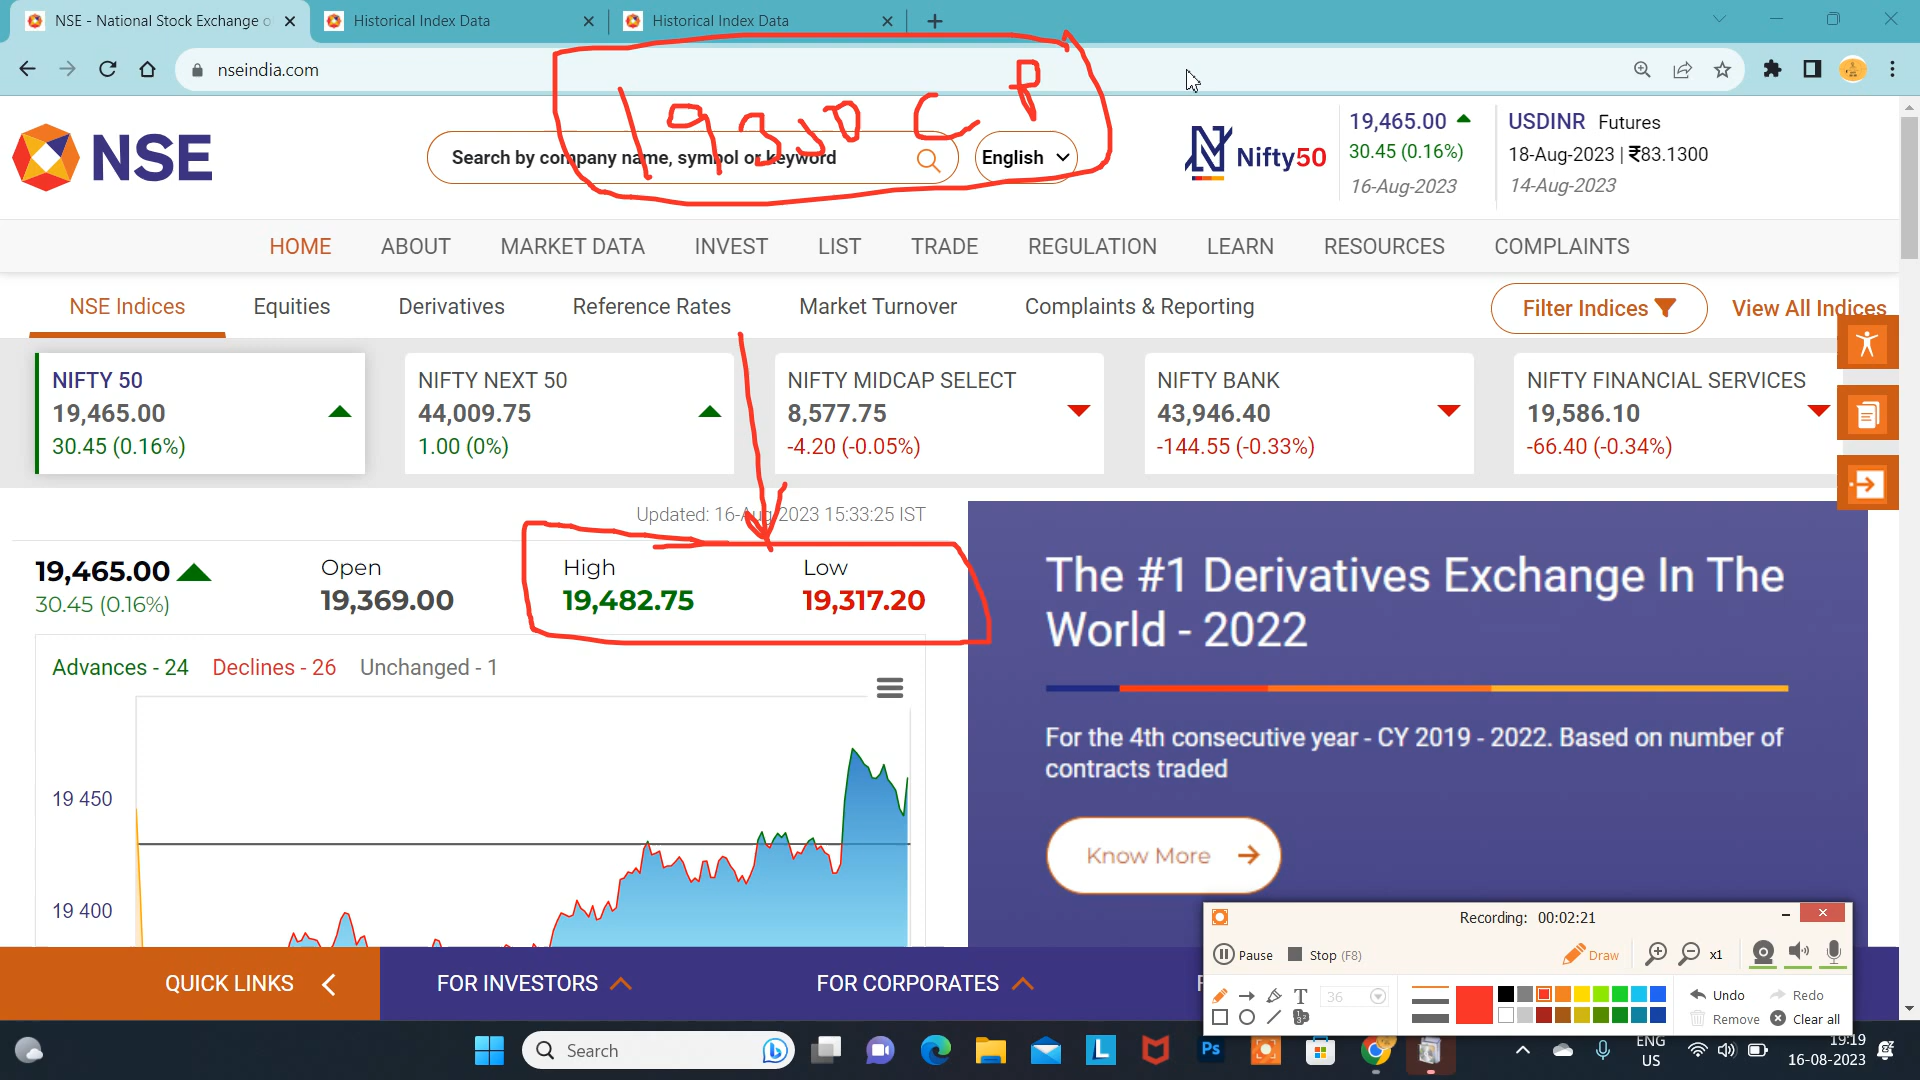 NSE - National Stock Exchange o
Historical Index Data
Historical Index Data
nseindia.com
19350 CP
NSE
Search by company name, symbol or keyword
English
Nifty50
19,465.00
30.45 (0.16%)
16-Aug-2023
USDINR Futures
18-Aug-2023 | ₹83.1300
14-Aug-2023
HOME ABOUT MARKET DATA INVEST LIST TRADE REGULATION LEARN RESOURCES COMPLAINTS
NSE Indices Equities Derivatives Reference Rates Market Turnover Complaints & Reporting
Filter Indices View All Indices
NIFTY 50
19,465.00
30.45 (0.16%)
NIFTY NEXT 50
44,009.75
1.00 (0%)
NIFTY MIDCAP SELECT
8,577.75
-4.20 (-0.05%)
NIFTY BANK
43,946.40
-144.55 (-0.33%)
NIFTY FINANCIAL SERVICES
19,586.10
-66.40 (-0.34%)
Updated: 16-Aug-2023 15:33:25 IST
19,465.00
30.45 (0.16%)
Open
19,369.00
High
19,482.75
Low
19,317.20
Advances - 24 Declines - 26 Unchanged - 1
19 450
19 400
The #1 Derivatives Exchange In The
World - 2022
For the 4th consecutive year - CY 2019 - 2022. Based on number of
contracts traded
Know More
QUICK LINKS
FOR INVESTORS
FOR CORPORATES
F
Recording: 00:02:21
Pause Stop (F8) Draw x1
T 36 Undo Redo
Remove Clear all
Search
Ps
L
ENG
US
19:19
16-08-2023